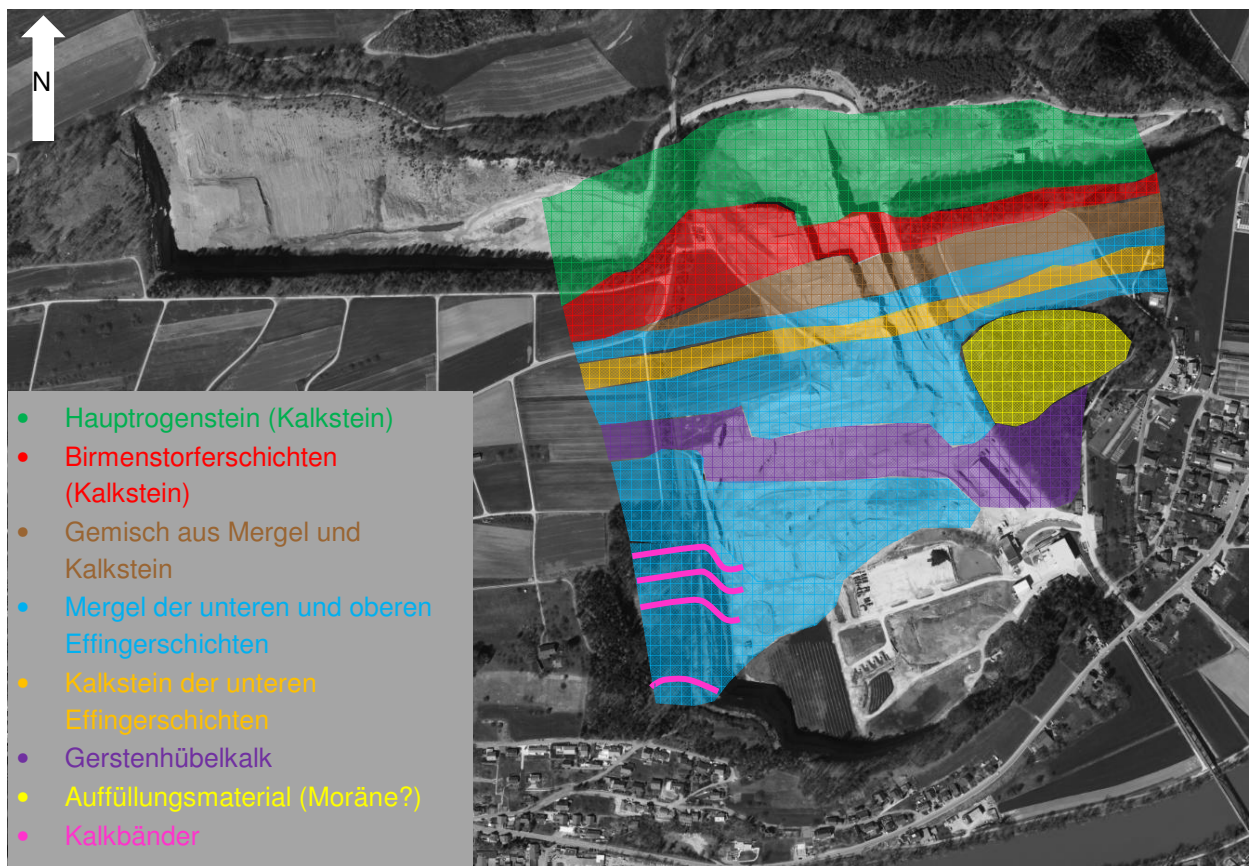 N
Hauptrogenstein (Kalkstein)
Birmenstorferschichten
(Kalkstein)
Gemisch aus Mergel und
Kalkstein
Mergel der unteren und oberen
Effingerschichten
Kalkstein der unteren
Effingerschichten
Gerstenhübelkalk
Auffüllungsmaterial (Moräne?)
Kalkbänder